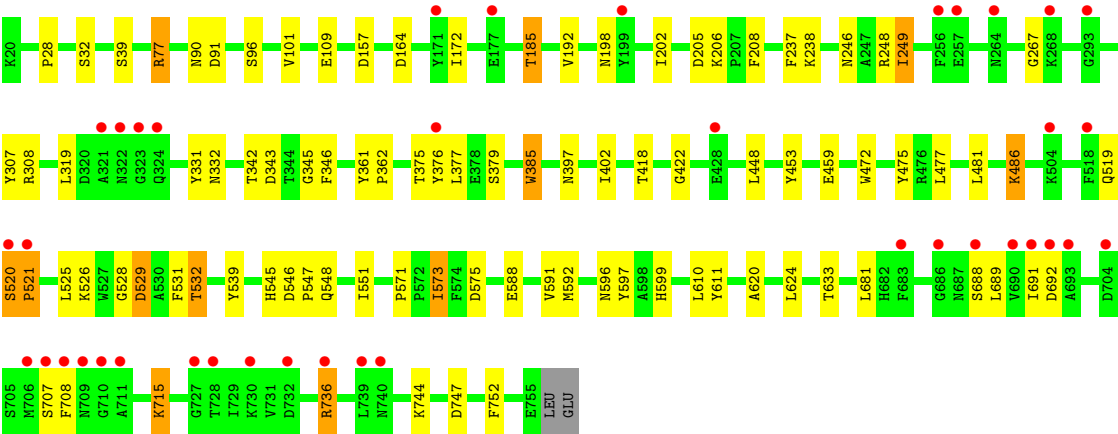 K20 P28 S32 S39 R77 N90 D91 S96 V101 E109 D157 D164 Y171 I172 E177 T185 V192 N198 Y199 I202 D205 K206 P207 F208 F237 K238 N246 A247 R248 I249 F256 E257 N264 G267 K268 G293
Y307 R308 L319 D320 A321 N322 G323 Q324 Y331 N332 T342 D343 T344 G345 F346 Y361 P362 T375 Y376 L377 E378 S379 W385 N397 I402 T418 G422 E428 L448 Y453 E459 W472 Y475 R476 L477 L481 K486 K504 F518 Q519
S520 P521 L525 K526 W527 G528 D529 A530 F531 T532 Y539 H545 D546 P547 Q548 I551 P571 P572 I573 F574 D575 E588 V591 M592 N596 Y597 A598 H599 L610 Y611 A620 L624 T633 L681 H682 F683 G686 N687 S688 L689 V690 I691 D692 A693 D704
S705 M706 S707 F708 N709 G710 A711 K715 G727 T728 I729 K730 V731 D732 R736 L739 N740 K744 D747 F752 E755 LEU GLU